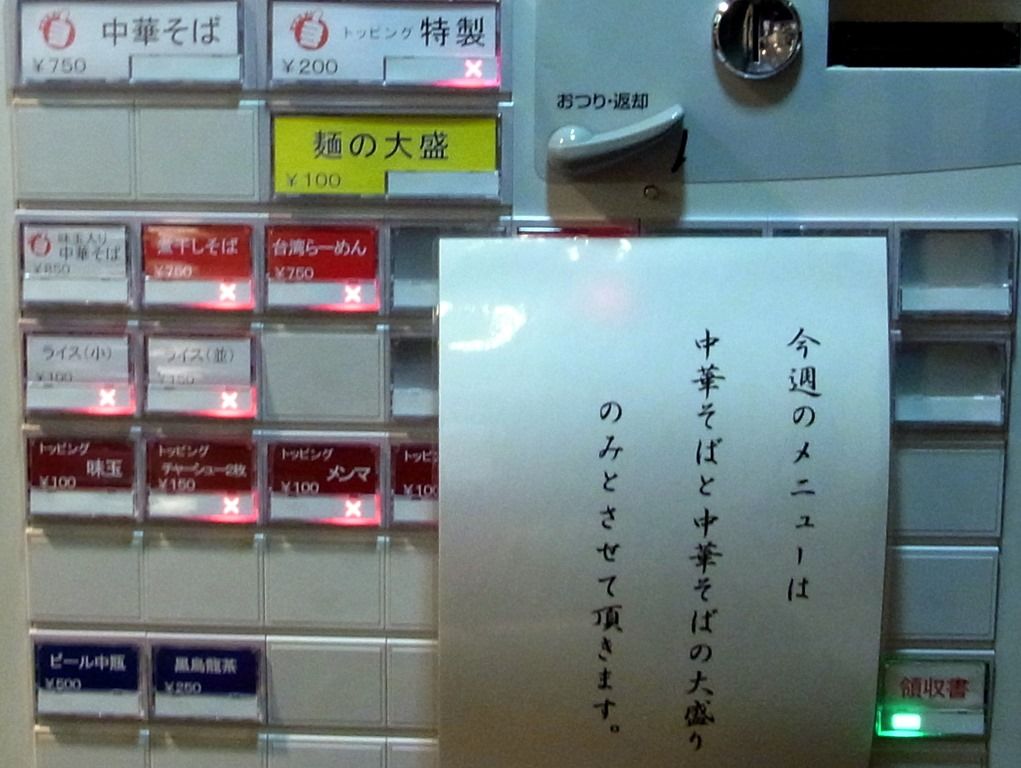 中華そば
¥750
トッピング 特製
¥200
おつり・返却
麺の大盛
¥100
味玉入り
中華そば
¥850
煮干しそば
¥750
台湾らーめん
¥750
ライス(小)
¥100
ライス(並)
¥150
トッピング
味玉
¥100
トッピング
チャーシュー2枚
¥150
トッピング
メンマ
¥100
トッピ
¥100
ビール中瓶
¥500
黒烏龍茶
¥250
今週のメニューは
中華そばと中華そばの大盛り
のみとさせて頂きます。
領収書